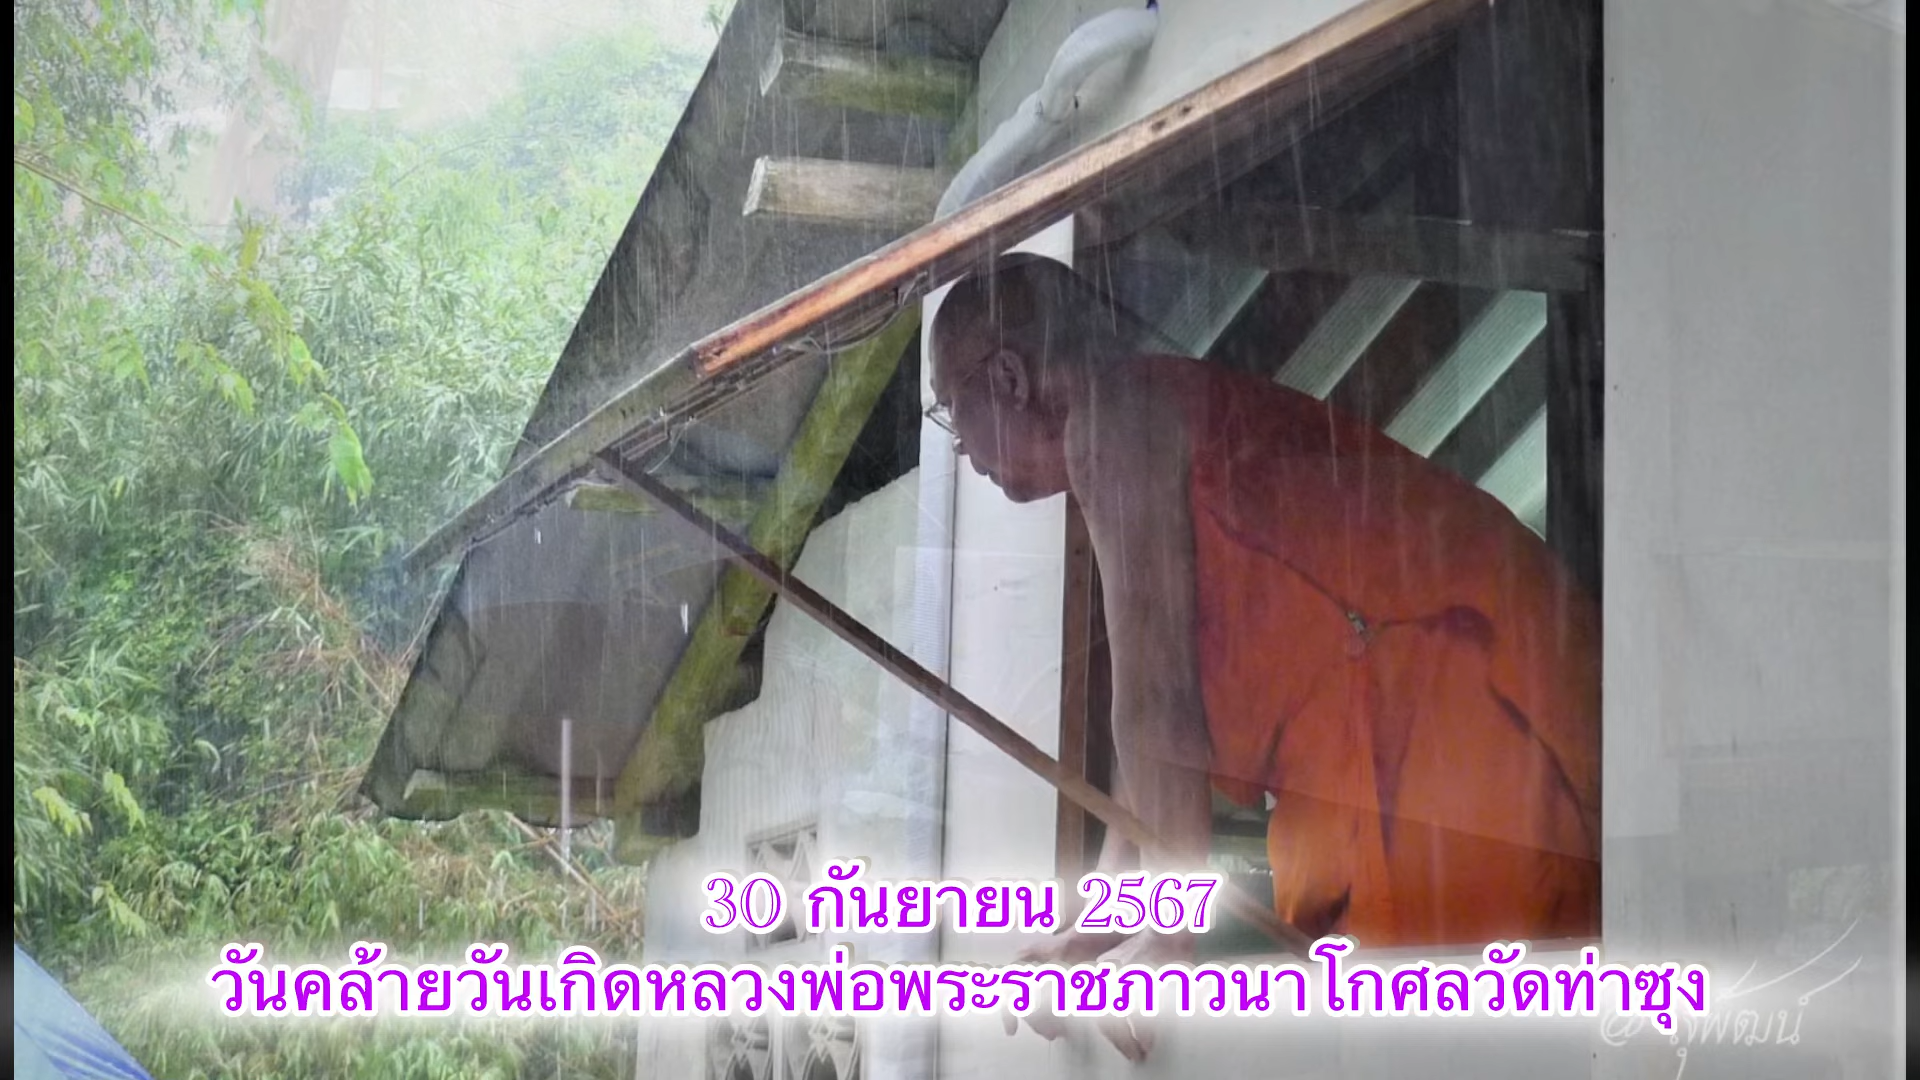 30 กันยายน 2567
วันคล้ายวันเกิดหลวงพ่อพระราชภาวนาโกศลวัดท่าซุง